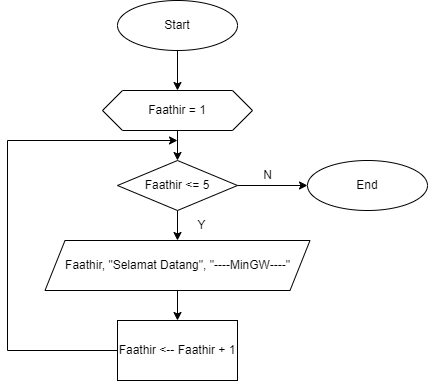 Start
Faathir = 1
Faathir <= 5
N
End
Y
Faathir, "Selamat Datang", "----MinGW----"
Faathir <-- Faathir + 1